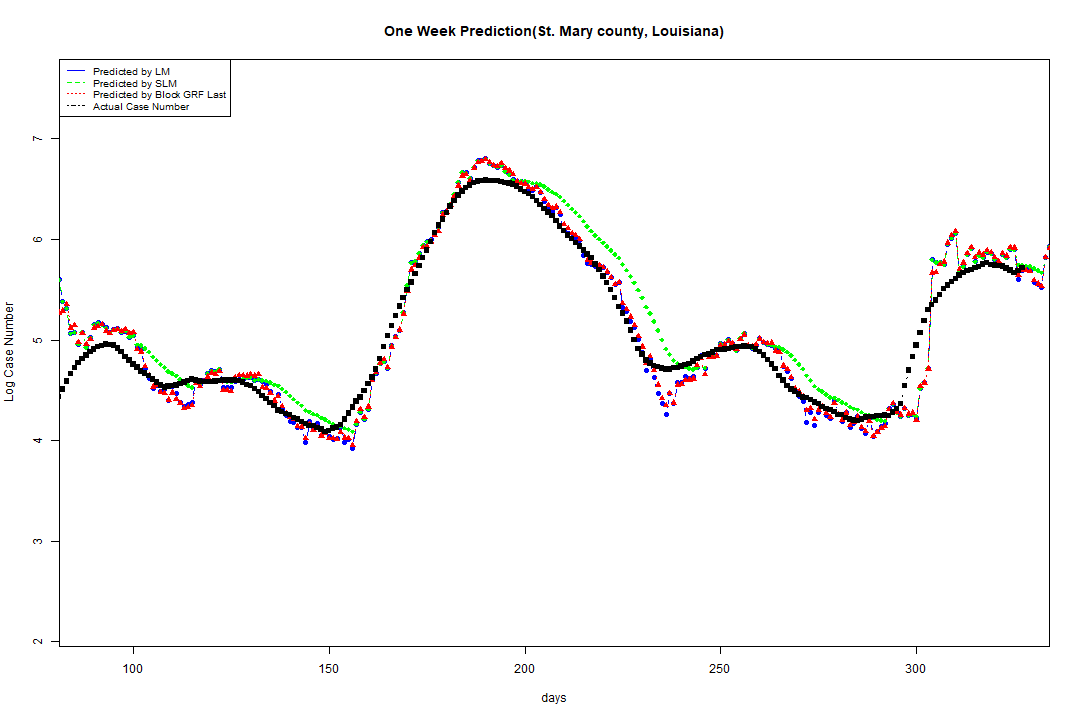 One Week Prediction(St. Mary county, Louisiana)
Predicted by LM
Predicted by SLM
Predicted by Block GRF Last
Actual Case Number
7
6
5
4
3
2
Log Case Number
100 150 200 250 300
days